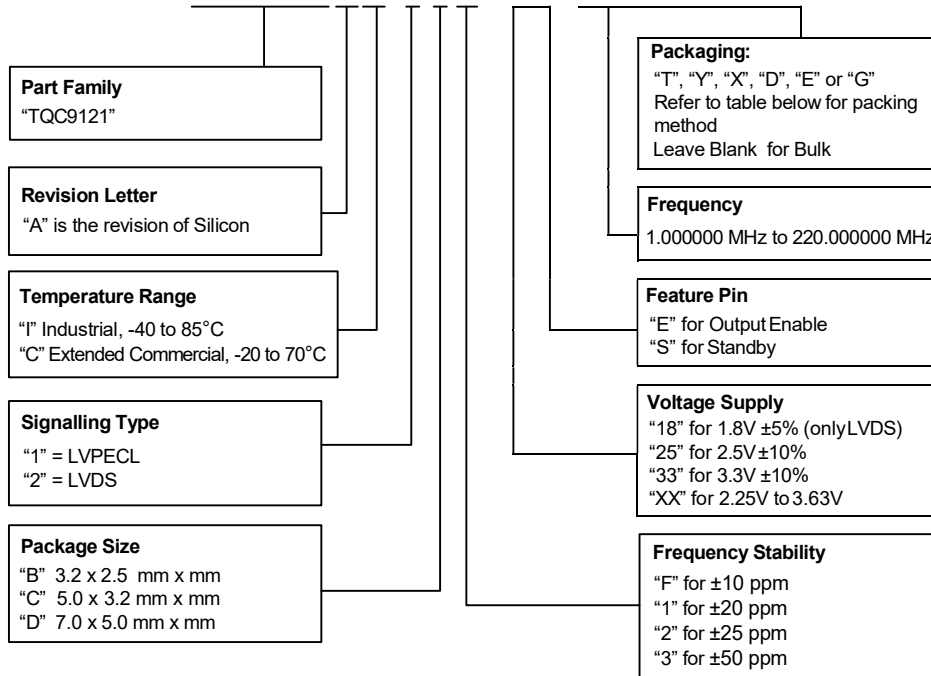 Part Family
"TQC9121"
Revision Letter
"A" is the revision of Silicon
Temperature Range
"I" Industrial, -40 to 85°C
"C" Extended Commercial, -20 to 70°C
Signalling Type
"1" = LVPECL
"2" = LVDS
Package Size
"B" 3.2 x 2.5 mm x mm
"C" 5.0 x 3.2 mm x mm
"D" 7.0 x 5.0 mm x mm
Packaging:
"T", "Y", "X", "D", "E" or "G"
Refer to table below for packing
method
Leave Blank for Bulk
Frequency
1.000000 MHz to 220.000000 MHz
Feature Pin
"E" for Output Enable
"S" for Standby
Voltage Supply
"18" for 1.8V ±5% (only LVDS)
"25" for 2.5V ±10%
"33" for 3.3V ±10%
"XX" for 2.25V to 3.63V
Frequency Stability
"F" for ±10 ppm
"1" for ±20 ppm
"2" for ±25 ppm
"3" for ±50 ppm